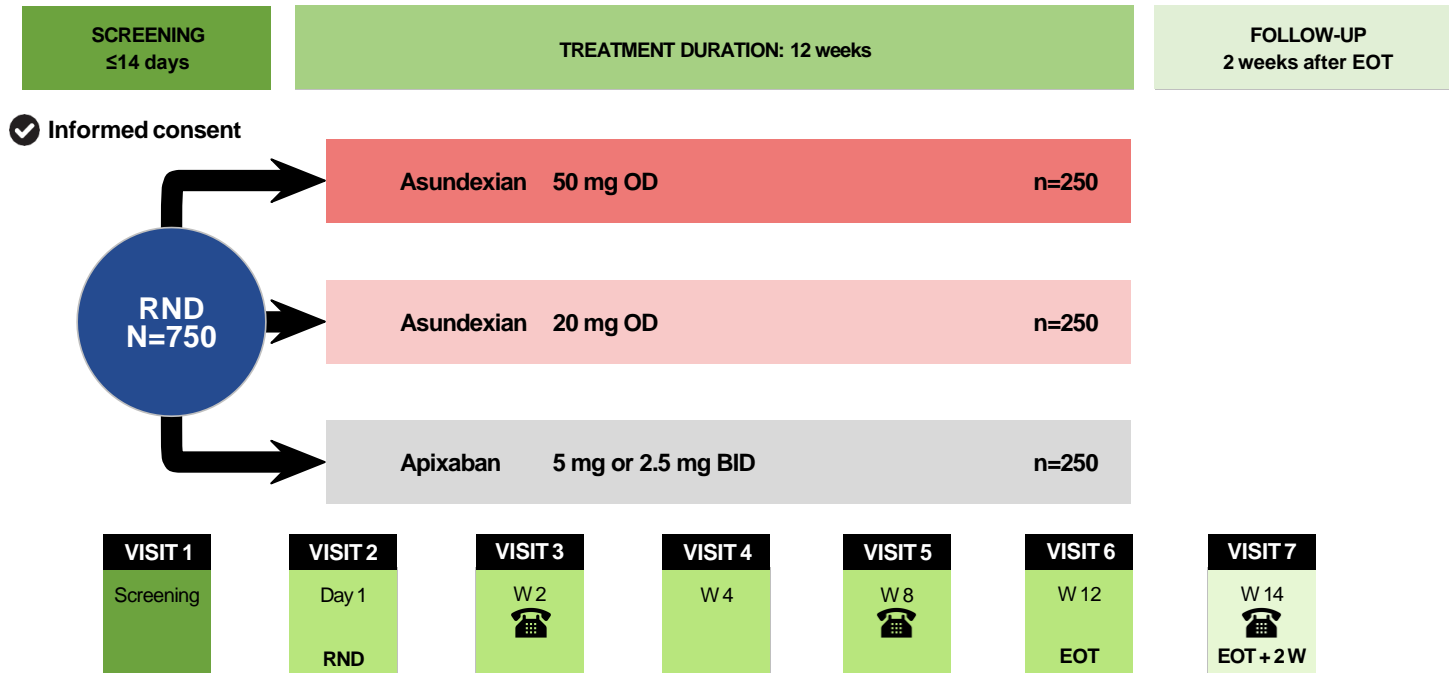 SCREENING
≤14 days
TREATMENT DURATION: 12 weeks
FOLLOW-UP
2 weeks after EOT
Informed consent
RND
N=750
Asundexian 50 mg OD n=250
Asundexian 20 mg OD n=250
Apixaban 5 mg or 2.5 mg BID n=250
VISIT 1
Screening
VISIT 2
Day 1
RND
VISIT 3
W 2
VISIT 4
W 4
VISIT 5
W 8
VISIT 6
W 12
EOT
VISIT 7
W 14
EOT + 2 W